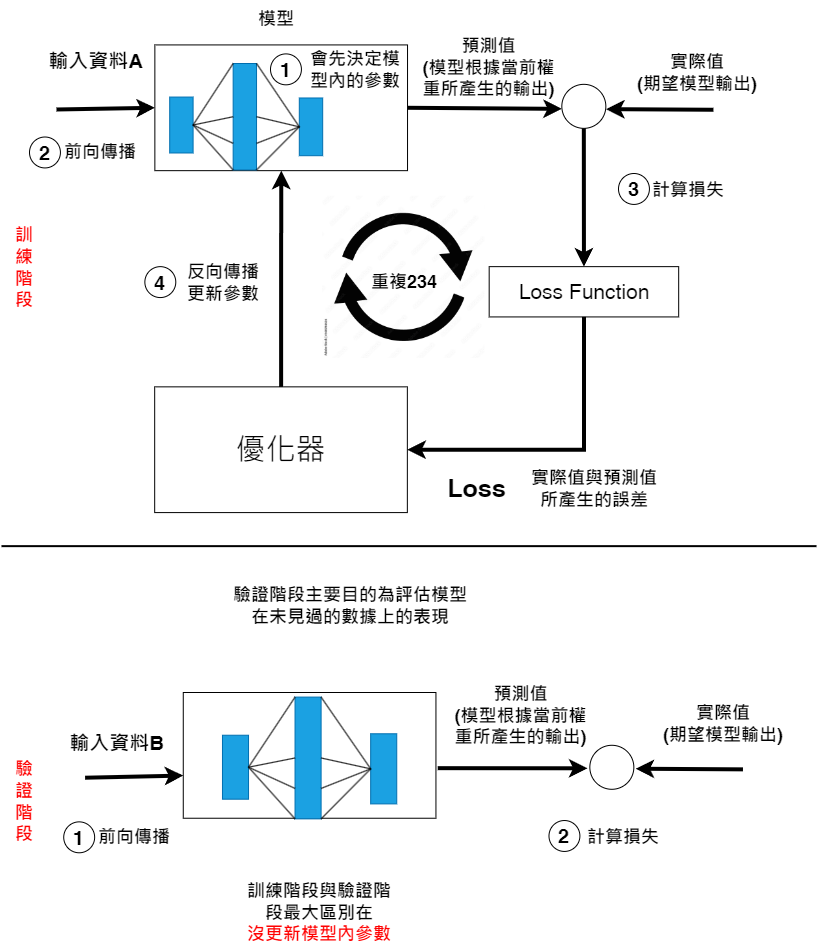 模型
輸入資料A
1
會先決定模
型內的參數
預測值
(模型根據當前權
重所產生的輸出)
實際值
(期望模型輸出)
2
前向傳播
3
計算損失
訓
練
階
段
4
反向傳播
更新參數
重複234
Loss Function
優化器
Loss
實際值與預測值
所產生的誤差
驗證階段主要目的為評估模型
在未見過的數據上的表現
輸入資料B
預測值
(模型根據當前權
重所產生的輸出)
實際值
(期望模型輸出)
驗
證
階
段
1
前向傳播
2
計算損失
訓練階段與驗證階
段最大區別在
沒更新模型內參數